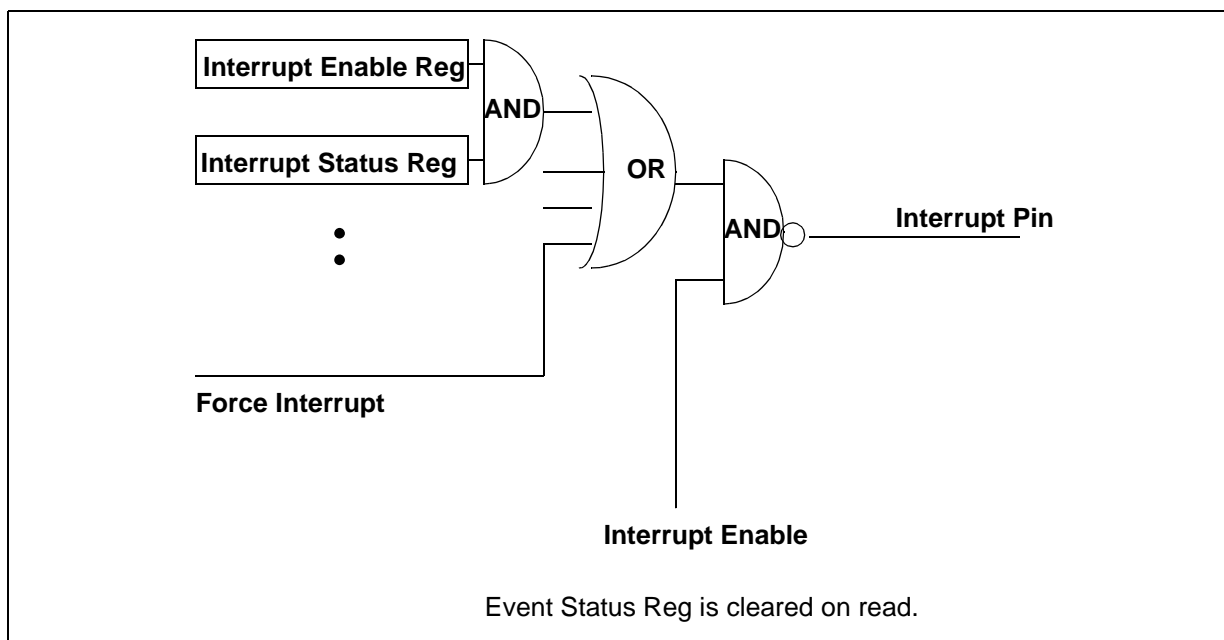 Interrupt Enable Reg
AND
Interrupt Status Reg
OR
AND
Interrupt Pin
Force Interrupt
Interrupt Enable
Event Status Reg is cleared on read.